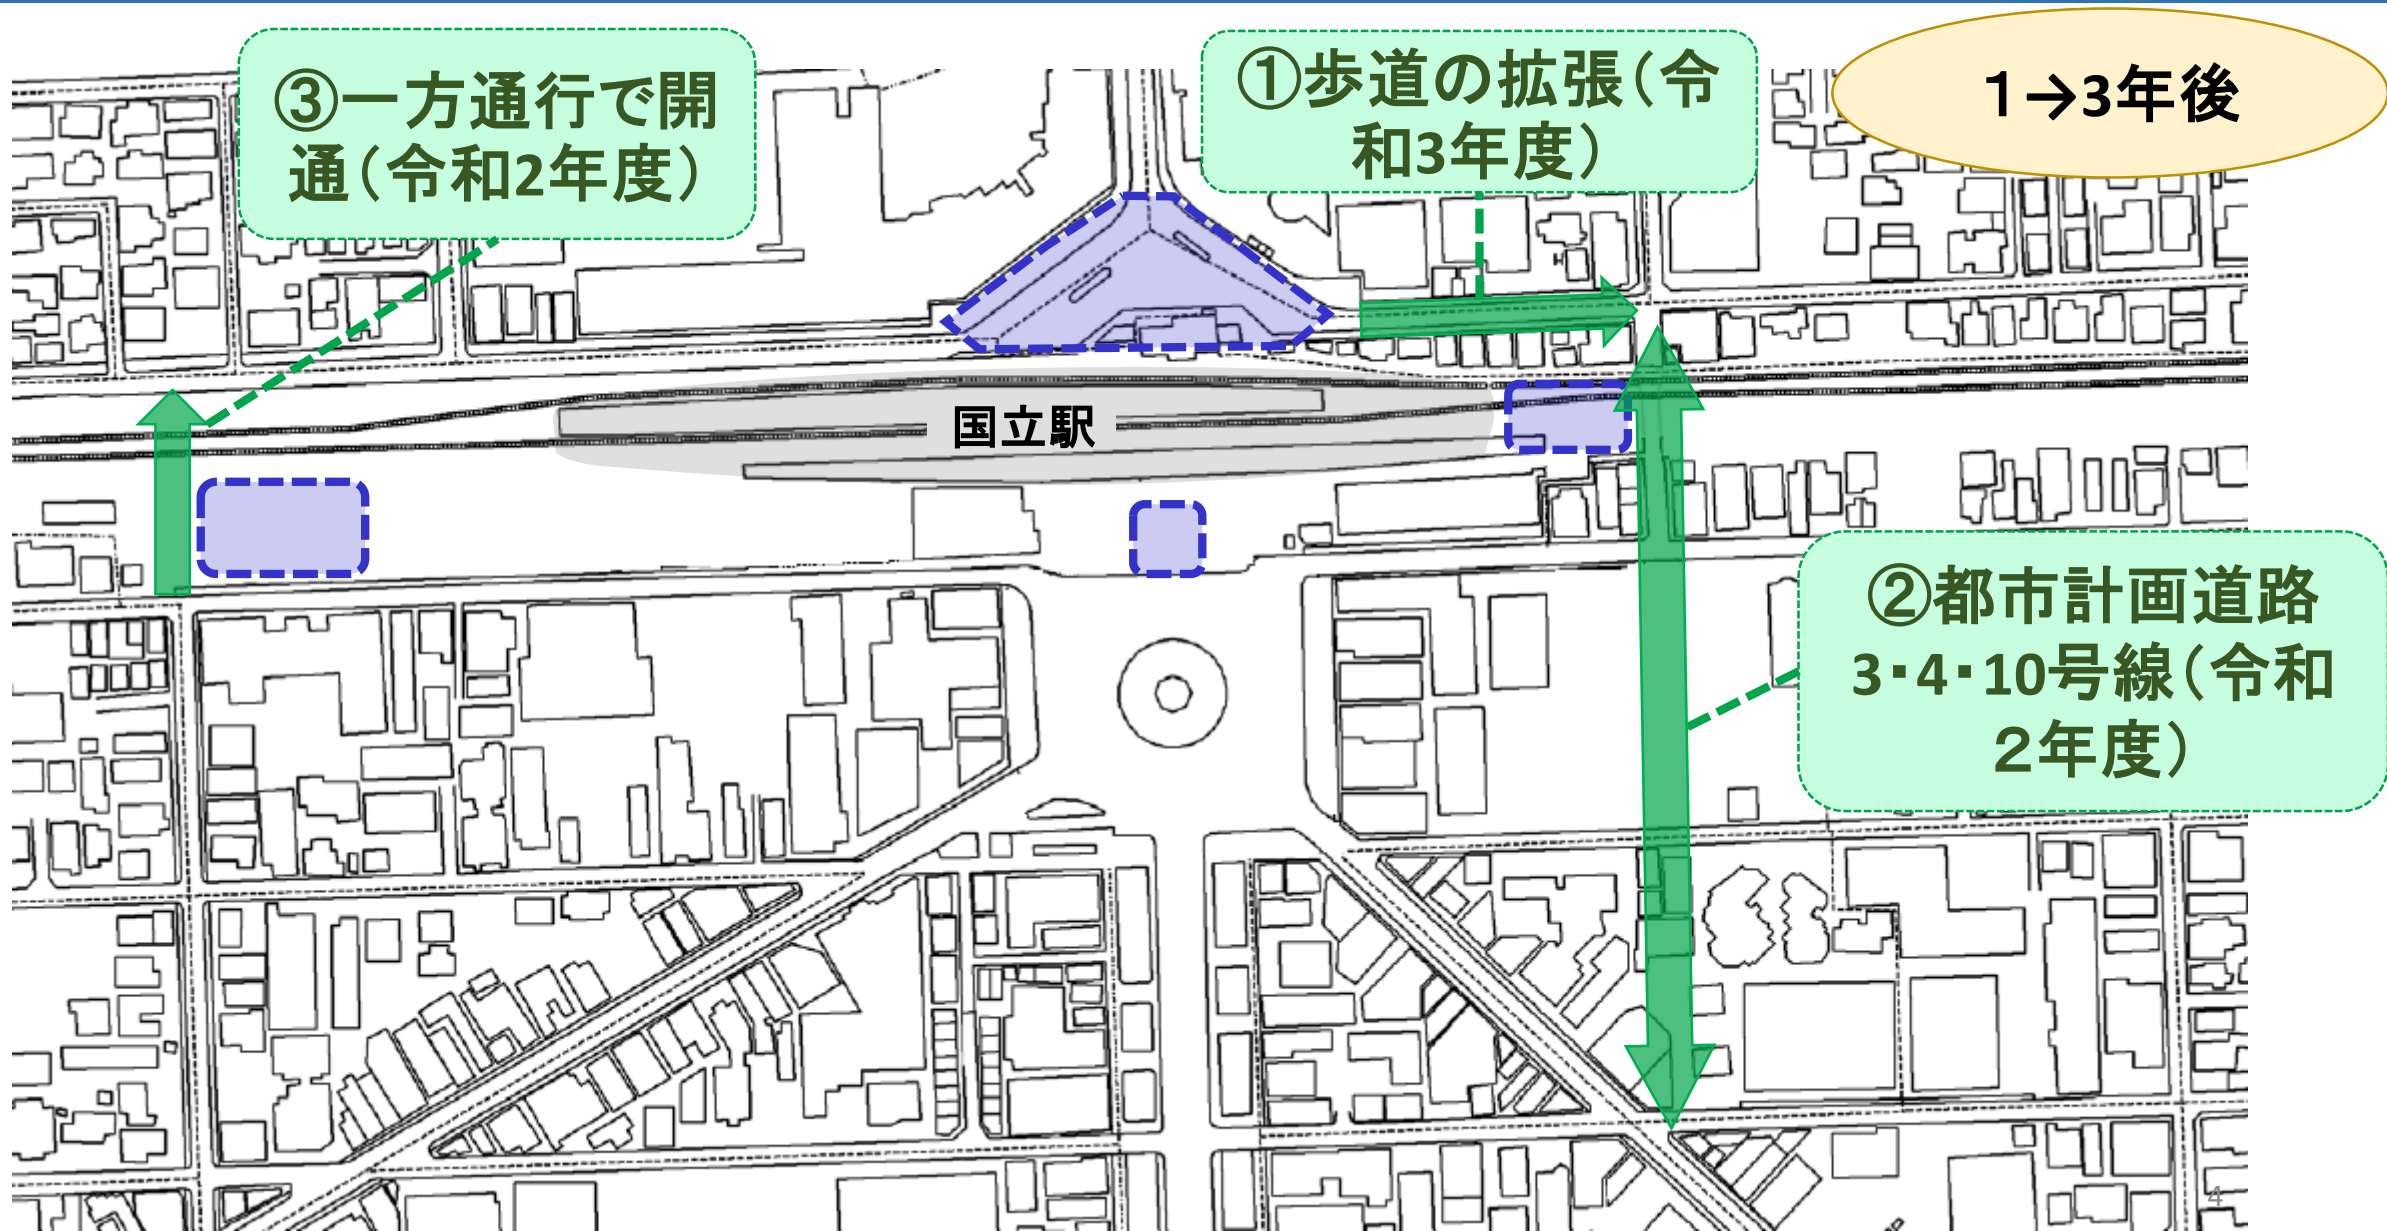 ③一方通行で開
通（令和2年度）
①歩道の拡張（令
和3年度）
１→3年後
国立駅
②都市計画道路
3・4・10号線（令和
２年度）
4